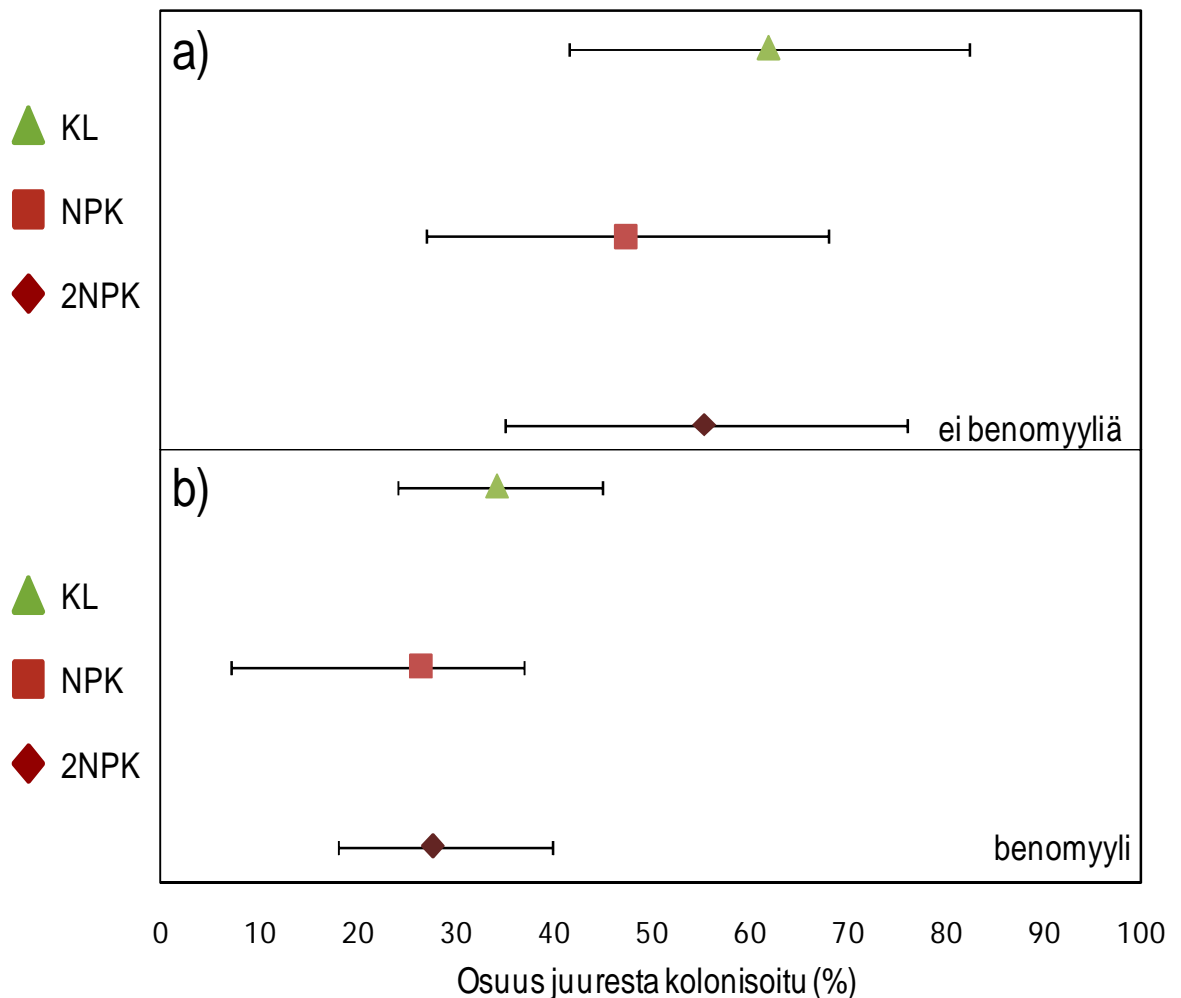 a)
KL
NPK
2NPK
ei benomyyliä
b)
KL
NPK
2NPK
benomyyli
0 10 20 30 40 50 60 70 80 90 100
Osuus juuresta kolonisoitu (%)